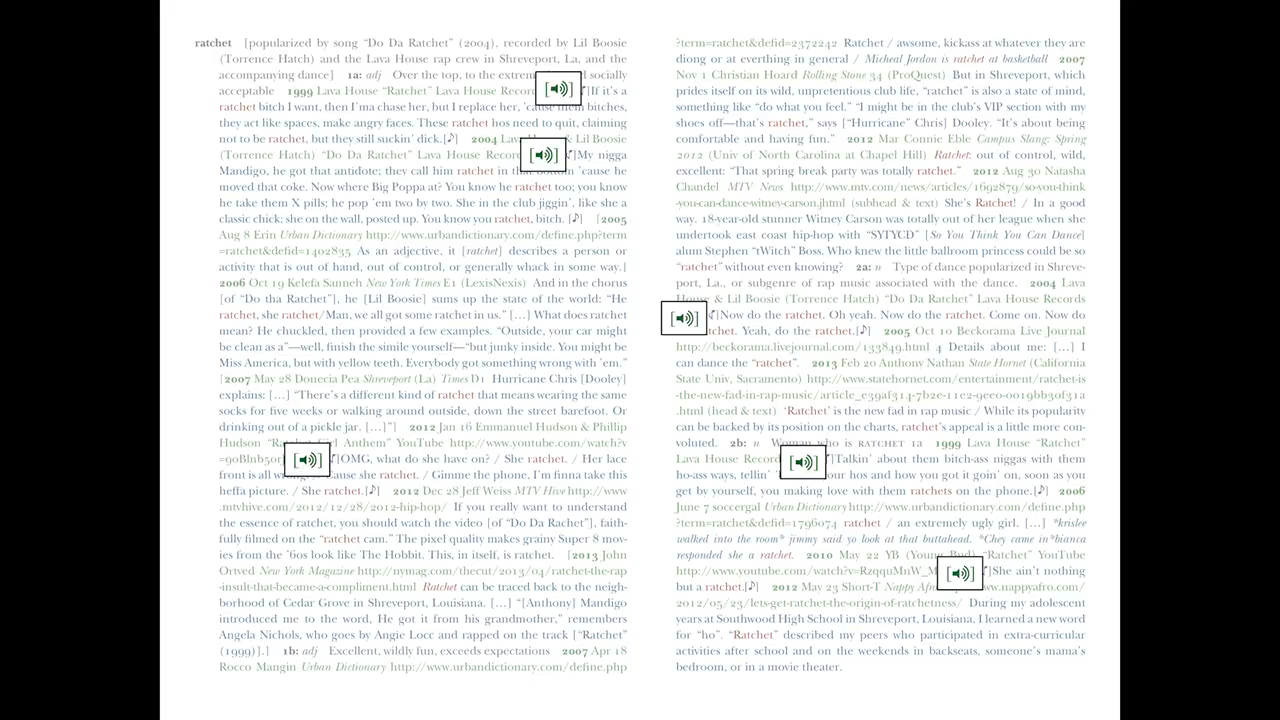 ratchet [popularized by song “Do Da Ratchet” (2004), recorded by Lil Boosie
(Torrence Hatch) and the Lava House rap crew in Shreveport, La, and the
accompanying dance] 1a: adj Over the top, to the extrem d socially
acceptable 1999 Lava House “Ratchet” Lava House Recor [If it’s a
ratchet bitch I want, then I’ma chase her, but I replace her, ’cause them bitches,
they act like spaces, make angry faces. These ratchet hos need to quit, claiming
not to be ratchet, but they still suckin’ dick.[♪] 2004 Lava & Lil Boosie
(Torrence Hatch) “Do Da Ratchet” Lava House Record [My nigga
Mandigo, he got that antidote; they call him ratchet in th ’cause he
moved that coke. Now where Big Poppa at? You know he ratchet too; you know
he take them X pills; he pop ’em two by two. She in the club jiggin’, like she a
classic chick; she on the wall, posted up. You know you ratchet, bitch. [♪] [2005
Aug 8 Erin Urban Dictionary http://www.urbandictionary.com/define.php?term
=ratchet&defid=1402835 As an adjective, it [ratchet] describes a person or
activity that is out of hand, out of control, or generally whack in some way.]
2006 Oct 19 Kelefa Sanneh New York Times E1 (LexisNexis) And in the chorus
[of “Do tha Ratchet”], he [Lil Boosie] sums up the state of the world: “He
ratchet, she ratchet/Man, we all got some ratchet in us.” […] What does ratchet
mean? He chuckled, then provided a few examples. “Outside, your car might
be clean as a”—well, finish the simile yourself—“but junky inside. You might be
Miss America, but with yellow teeth. Everybody got something wrong with ’em.”
[2007 May 28 Donecia Pea Shreveport (La) Times D1 Hurricane Chris [Dooley]
explains: […] “There’s a different kind of ratchet that means wearing the same
socks for five weeks or walking around outside, down the street barefoot. Or
drinking out of a pickle jar. […]”] 2012 Jan 16 Emmanuel Hudson & Phillip
Hudson “Ratchet Girl Anthem” YouTube http://www.youtube.com/watch?v
=90Blnb5or ]OMG, what do she have on? / She ratchet. / Her lace
front is all wrong, / ’Cause she ratchet. / Gimme the phone, I’m finna take this
heffa picture. / She ratchet.[♪] 2012 Dec 28 Jeff Weiss MTV Hive http://www
.mtvhive.com/2012/12/28/2012-hip-hop/ If you really want to understand
the essence of ratchet, you should watch the video [of “Do Da Rachet”], faith-
fully filmed on the “ratchet cam.” The pixel quality makes grainy Super 8 mov-
ies from the ’60s look like The Hobbit. This, in itself, is ratchet. [2013 John
Ortved New York Magazine http://nymag.com/thecut/2013/04/ratchet-the-rap
-insult-that-became-a-compliment.html Ratchet can be traced back to the neigh-
borhood of Cedar Grove in Shreveport, Louisiana. […] “[Anthony] Mandigo
introduced me to the word, He got it from his grandmother,” remembers
Angela Nichols, who goes by Angie Locc and rapped on the track [“Ratchet”
(1999)].] 1b: adj Excellent, wildly fun, exceeds expectations 2007 Apr 18
Rocco Mangin Urban Dictionary http://www.urbandictionary.com/define.php
?term=ratchet&defid=2372242 Ratchet / awsome, kickass at whatever they are
diong or at everthing in general / Micheal Jordon is ratchet at basketball 2007
Nov 1 Christian Hoard Rolling Stone 34 (ProQuest) But in Shreveport, which
prides itself on its wild, unpretentious club life, “ratchet” is also a state of mind,
something like “do what you feel.” “I might be in the club’s VIP section with my
shoes off—that’s ratchet,” says [“Hurricane” Chris] Dooley. “It’s about being
comfortable and having fun.” 2012 Mar Connie Eble Campus Slang: Spring
2012 (Univ of North Carolina at Chapel Hill) Ratchet: out of control, wild,
excellent: “That spring break party was totally ratchet.” 2012 Aug 30 Natasha
Chandel MTV News http://www.mtv.com/news/articles/1692879/so-you-think
-you-can-dance-witney-carson.jhtml (subhead & text) She’s Ratchet! / In a good
way. 18-year-old stunner Witney Carson was totally out of her league when she
undertook east coast hip-hop with “SYTYCD” [So You Think You Can Dance]
alum Stephen “tWitch” Boss. Who knew the little ballroom princess could be so
“ratchet” without even knowing? 2a: n Type of dance popularized in Shreve-
port, La., or subgenre of rap music associated with the dance. 2004 Lava
House & Lil Boosie (Torrence Hatch) “Do Da Ratchet” Lava House Records
]Now do the ratchet. Oh yeah. Now do the ratchet. Come on. Now do
tchet. Yeah, do the ratchet.[♪] 2005 Oct 10 Beckorama Live Journal
http://beckorama.livejournal.com/133849.html 4 Details about me: […] I
can dance the “ratchet”. 2013 Feb 20 Anthony Nathan State Hornet (California
State Univ, Sacramento) http://www.statehornet.com/entertainment/ratchet-is
-the-new-fad-in-rap-music/article_e39af314-7b2e-11e2-9ee0-0019bb30f31a
.html (head & text) ‘Ratchet’ is the new fad in rap music / While its popularity
can be backed by its position on the charts, ratchet’s appeal is a little more con-
voluted. 2b: n Woman who is RATCHET 1a 1999 Lava House “Ratchet”
Lava House Record ]Talkin’ about them bitch-ass niggas with them
ho-ass ways, tellin’ your hos and how you got it goin’ on, soon as you
get by yourself, you making love with them ratchets on the phone.[♪] 2006
June 7 soccergal Urban Dictionary http://www.urbandictionary.com/define.php
?term=ratchet&defid=1796074 ratchet / an extremely ugly girl. […] *krislee
walked into the room* jimmy said yo look at that buttahead. *Chey came in*bianca
responded she a ratchet. 2010 May 22 YB (Young Bud) “Ratchet” YouTube
http://www.youtube.com/watch?v=RzqquMnW_M ]She ain’t nothing
but a ratchet.[♪] 2012 May 23 Short-T Nappy Afro www.nappyafro.com/
2012/05/23/lets-get-ratchet-the-origin-of-ratchetness/ During my adolescent
years at Southwood High School in Shreveport, Louisiana, I learned a new word
for “ho”. “Ratchet” described my peers who participated in extra-curricular
activities after school and on the weekends in backseats, someone’s mama’s
bedroom, or in a movie theater.